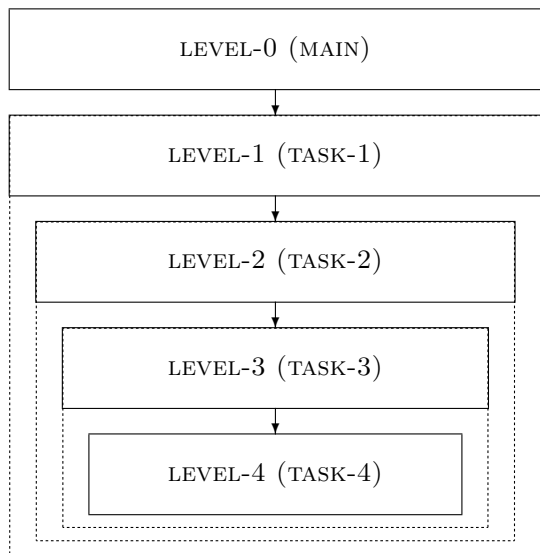 LEVEL-0 (MAIN)
LEVEL-1 (TASK-1)
LEVEL-2 (TASK-2)
LEVEL-3 (TASK-3)
LEVEL-4 (TASK-4)